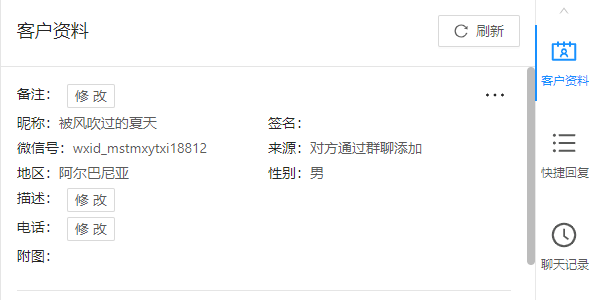 客户资料
刷新
备注： 修 改
昵称：被风吹过的夏天 签名：
微信号：wxid_mstmxytxi18812 来源：对方通过群聊添加
地区：阿尔巴尼亚 性别：男
描述： 修 改
电话： 修 改
附图：
客户资料
快捷回复
聊天记录